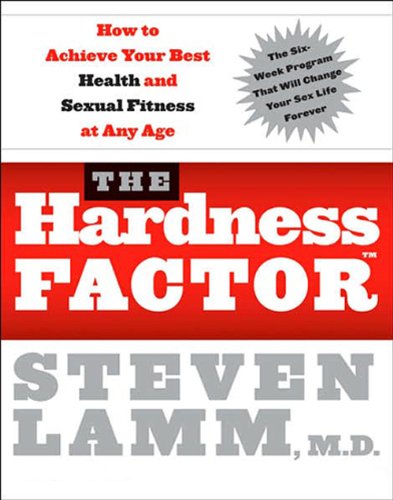 How to
Achieve Your Best
Health and
Sexual Fitness
at Any Age
The Six-
Week Program
That Will Change
Your Sex Life
Forever
THE
Hardness
FACTOR™
STEVEN
LAMM, M.D.